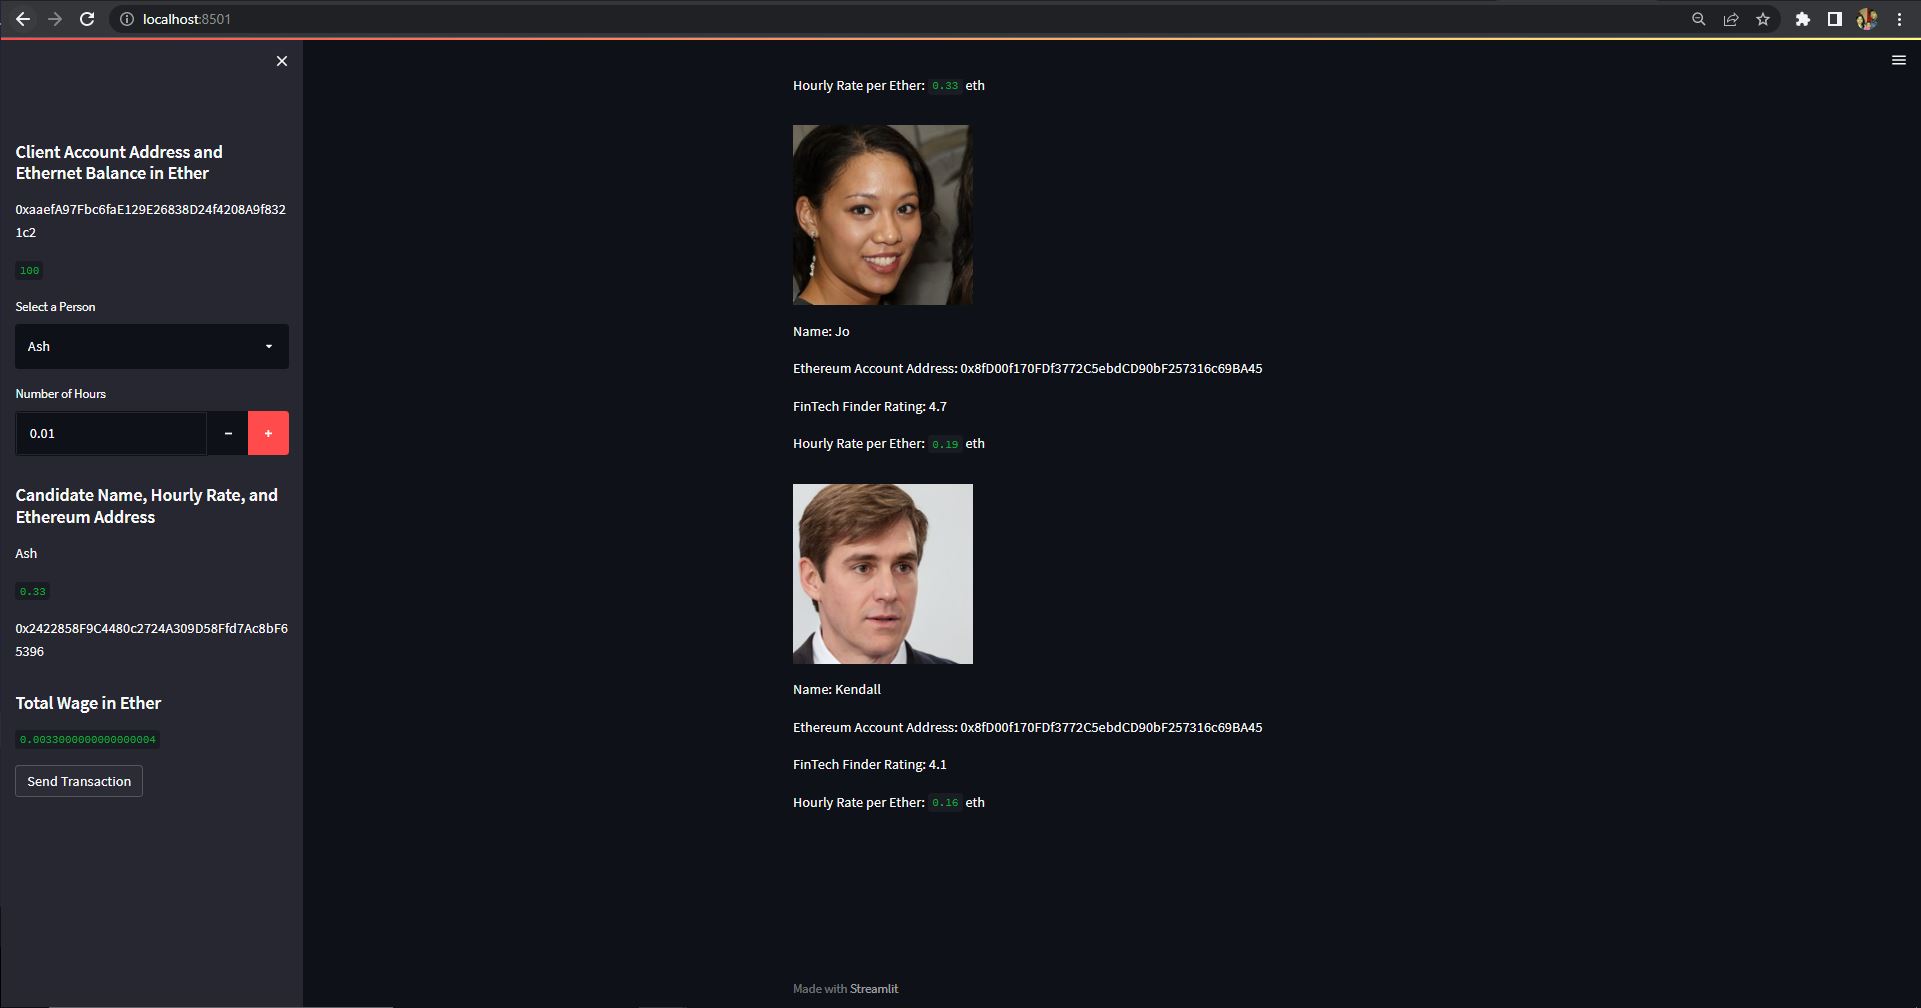 localhost:8501
Client Account Address and
Ethernet Balance in Ether
0xaaefA97Fbc6faE129E26838D24f4208A9f832
1c2
100
Select a Person
Ash
Number of Hours
0.01
Candidate Name, Hourly Rate, and
Ethereum Address
Ash
0.33
0x2422858F9C4480c2724A309D58Ffd7Ac8bF6
5396
Total Wage in Ether
0.0033000000000000004
Send Transaction
Hourly Rate per Ether: 0.33 eth
Name: Jo
Ethereum Account Address: 0x8fD00f170FDf3772C5ebdCD90bF257316c69BA45
FinTech Finder Rating: 4.7
Hourly Rate per Ether: 0.19 eth
Name: Kendall
Ethereum Account Address: 0x8fD00f170FDf3772C5ebdCD90bF257316c69BA45
FinTech Finder Rating: 4.1
Hourly Rate per Ether: 0.16 eth
Made with Streamlit